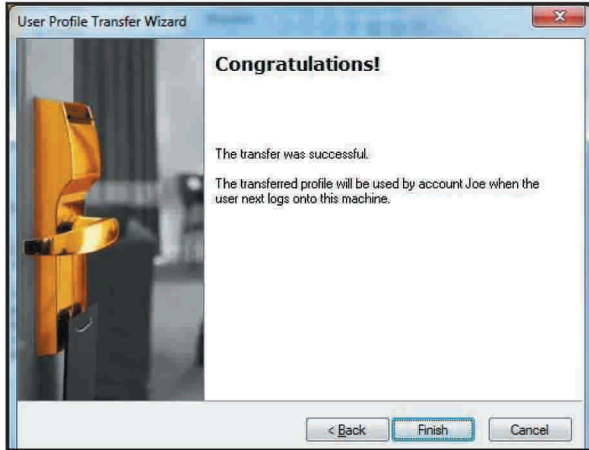 User Profile Transfer Wizard
Congratulations!
The transfer was successful.
The transferred profile will be used by account Joe when the
user next logs onto this machine.
< Back
Finish
Cancel